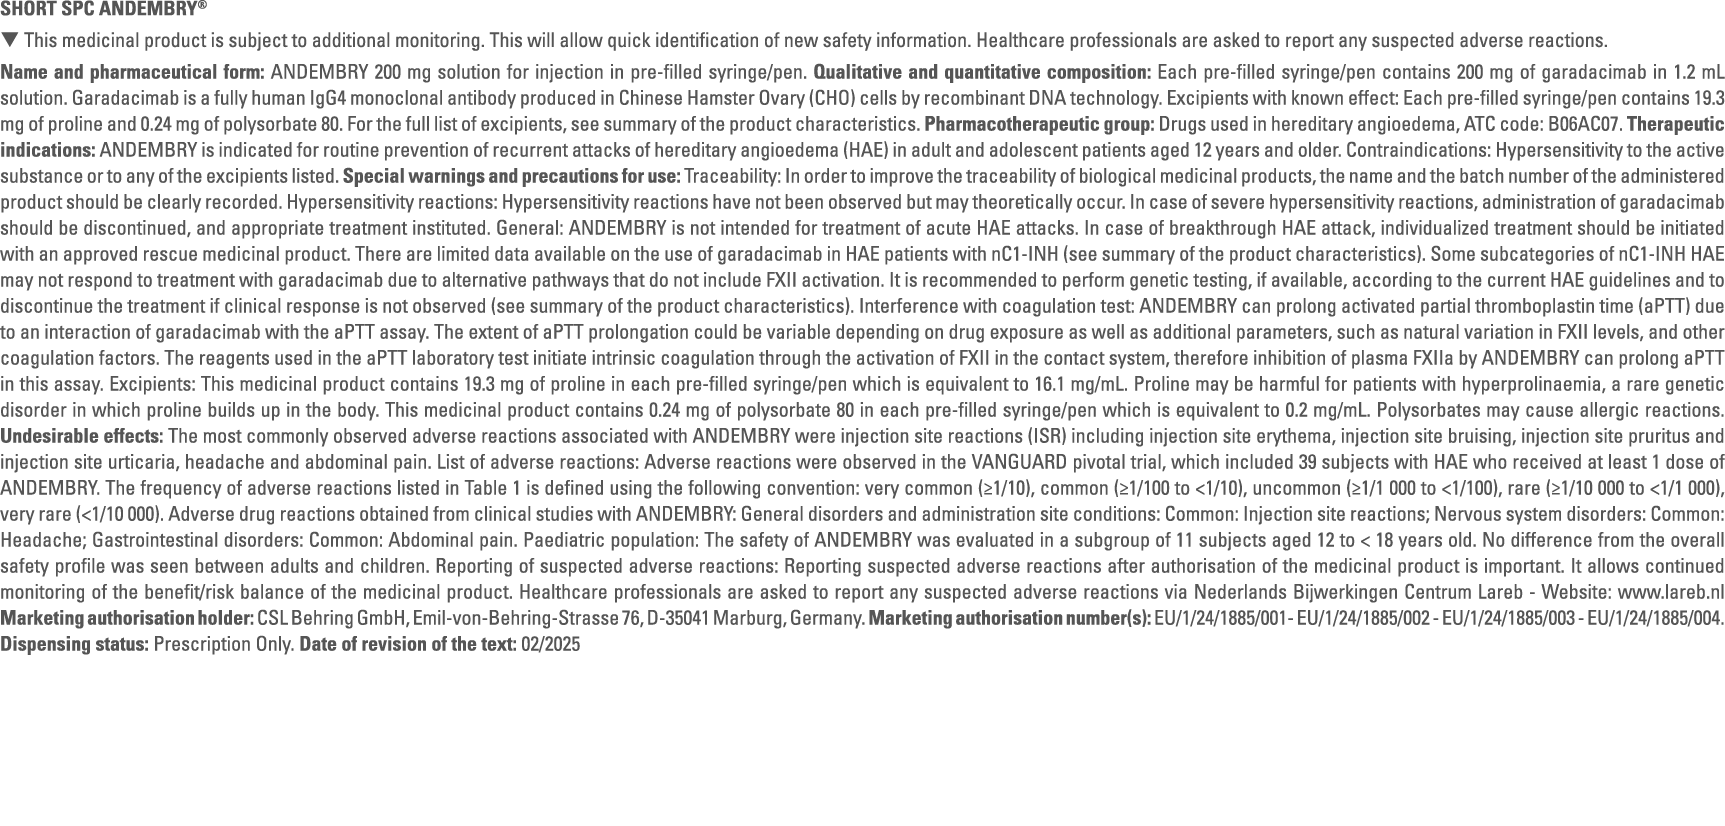 SHORT SPC ANDEMBRY®
▼ This medicinal product is subject to additional monitoring. This will allow quick identification of new safety information. Healthcare professionals are asked to report any suspected adverse reactions.
Name and pharmaceutical form: ANDEMBRY 200 mg solution for injection in pre-filled syringe/pen. Qualitative and quantitative composition: Each pre-filled syringe/pen contains 200 mg of garadacimab in 1.2 mL
solution. Garadacimab is a fully human IgG4 monoclonal antibody produced in Chinese Hamster Ovary (CHO) cells by recombinant DNA technology. Excipients with known effect: Each pre-filled syringe/pen contains 19.3
mg of proline and 0.24 mg of polysorbate 80. For the full list of excipients, see summary of the product characteristics. Pharmacotherapeutic group: Drugs used in hereditary angioedema, ATC code: B06AC07. Therapeutic
indications: ANDEMBRY is indicated for routine prevention of recurrent attacks of hereditary angioedema (HAE) in adult and adolescent patients aged 12 years and older. Contraindications: Hypersensitivity to the active
substance or to any of the excipients listed. Special warnings and precautions for use: Traceability: In order to improve the traceability of biological medicinal products, the name and the batch number of the administered
product should be clearly recorded. Hypersensitivity reactions: Hypersensitivity reactions have not been observed but may theoretically occur. In case of severe hypersensitivity reactions, administration of garadacimab
should be discontinued, and appropriate treatment instituted. General: ANDEMBRY is not intended for treatment of acute HAE attacks. In case of breakthrough HAE attack, individualized treatment should be initiated
with an approved rescue medicinal product. There are limited data available on the use of garadacimab in HAE patients with nC1-INH (see summary of the product characteristics). Some subcategories of nC1-INH HAE
may not respond to treatment with garadacimab due to alternative pathways that do not include FXII activation. It is recommended to perform genetic testing, if available, according to the current HAE guidelines and to
discontinue the treatment if clinical response is not observed (see summary of the product characteristics). Interference with coagulation test: ANDEMBRY can prolong activated partial thromboplastin time (aPTT) due
to an interaction of garadacimab with the aPTT assay. The extent of aPTT prolongation could be variable depending on drug exposure as well as additional parameters, such as natural variation in FXII levels, and other
coagulation factors. The reagents used in the aPTT laboratory test initiate intrinsic coagulation through the activation of FXII in the contact system, therefore inhibition of plasma FXIIa by ANDEMBRY can prolong aPTT
in this assay. Excipients: This medicinal product contains 19.3 mg of proline in each pre-filled syringe/pen which is equivalent to 16.1 mg/mL. Proline may be harmful for patients with hyperprolinaemia, a rare genetic
disorder in which proline builds up in the body. This medicinal product contains 0.24 mg of polysorbate 80 in each pre-filled syringe/pen which is equivalent to 0.2 mg/mL. Polysorbates may cause allergic reactions.
Undesirable effects: The most commonly observed adverse reactions associated with ANDEMBRY were injection site reactions (ISR) including injection site erythema, injection site bruising, injection site pruritus and
injection site urticaria, headache and abdominal pain. List of adverse reactions: Adverse reactions were observed in the VANGUARD pivotal trial, which included 39 subjects with HAE who received at least 1 dose of
ANDEMBRY. The frequency of adverse reactions listed in Table 1 is defined using the following convention: very common (≥1/10), common (≥1/100 to <1/10), uncommon (≥1/1 000 to <1/100), rare (≥1/10 000 to <1/1 000),
very rare (<1/10 000). Adverse drug reactions obtained from clinical studies with ANDEMBRY: General disorders and administration site conditions: Common: Injection site reactions; Nervous system disorders: Common:
Headache; Gastrointestinal disorders: Common: Abdominal pain. Paediatric population: The safety of ANDEMBRY was evaluated in a subgroup of 11 subjects aged 12 to < 18 years old. No difference from the overall
safety profile was seen between adults and children. Reporting of suspected adverse reactions: Reporting suspected adverse reactions after authorisation of the medicinal product is important. It allows continued
monitoring of the benefit/risk balance of the medicinal product. Healthcare professionals are asked to report any suspected adverse reactions via Nederlands Bijwerkingen Centrum Lareb - Website: www.lareb.nl
Marketing authorisation holder: CSL Behring GmbH, Emil-von-Behring-Strasse 76, D-35041 Marburg, Germany. Marketing authorisation number(s): EU/1/24/1885/001- EU/1/24/1885/002 - EU/1/24/1885/003 - EU/1/24/1885/004.
Dispensing status: Prescription Only. Date of revision of the text: 02/2025